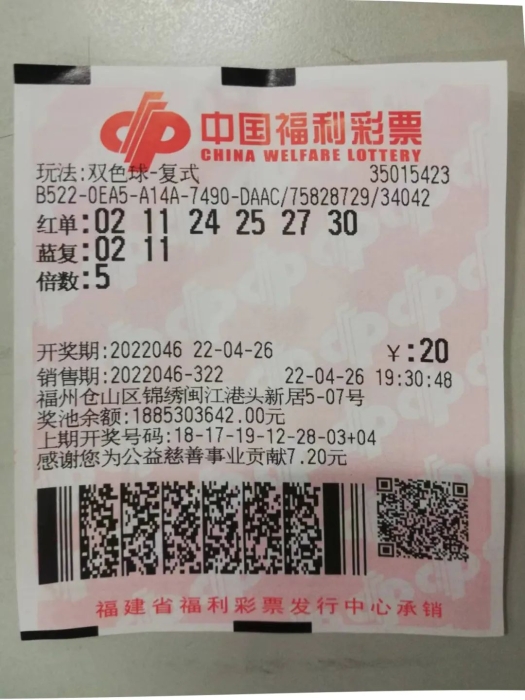 中国福利彩票
CHINA WELFARE LOTTERY
玩法:双色球-复式 35015423
B522-0EA5-A14A-7490-DAAC/75828729/34042
红单:02 11 24 25 27 30
蓝复:02 11
倍数:5
开奖期:2022046 22-04-26 ¥:20
销售期:2022046-322 22-04-26 19:30:48
福州仓山区锦绣闽江港头新居5-07号
奖池余额:1885303642.00元
上期开奖号码:18-17-19-12-28-03+04
感谢您为公益慈善事业贡献7.20元
福建省福利彩票发行中心承销